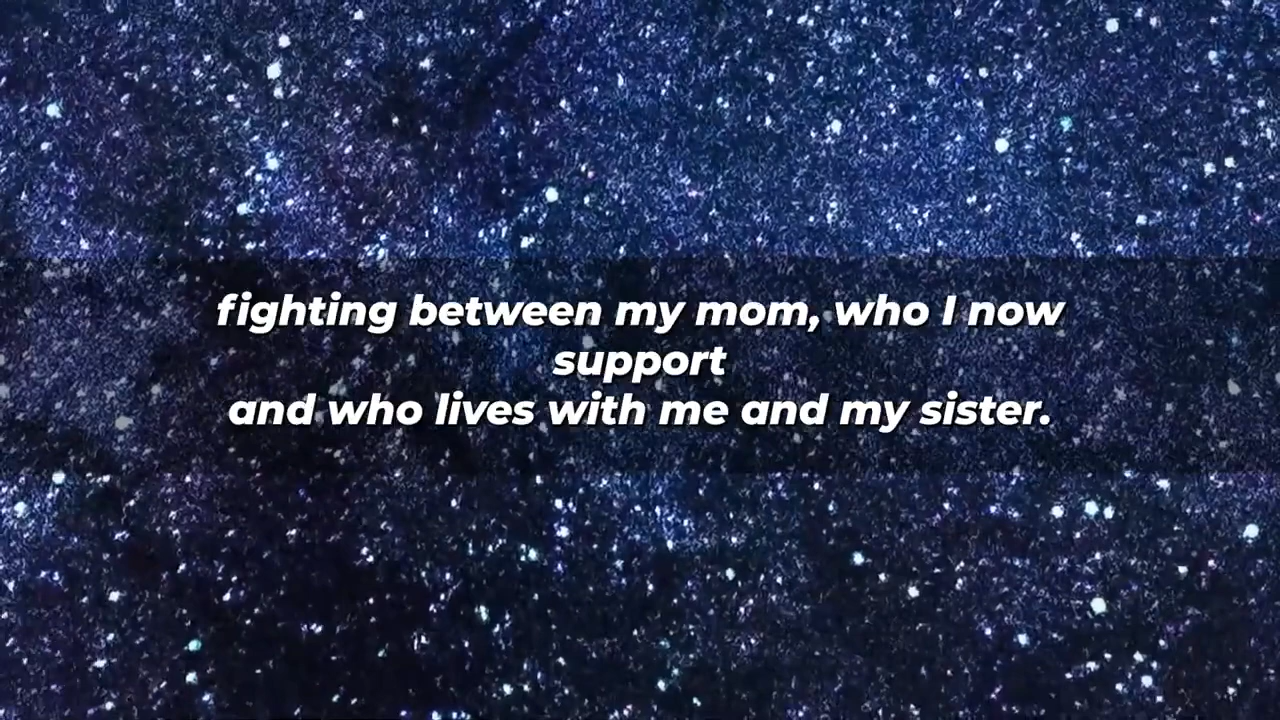 fighting between my mom, who I now
support
and who lives with me and my sister.